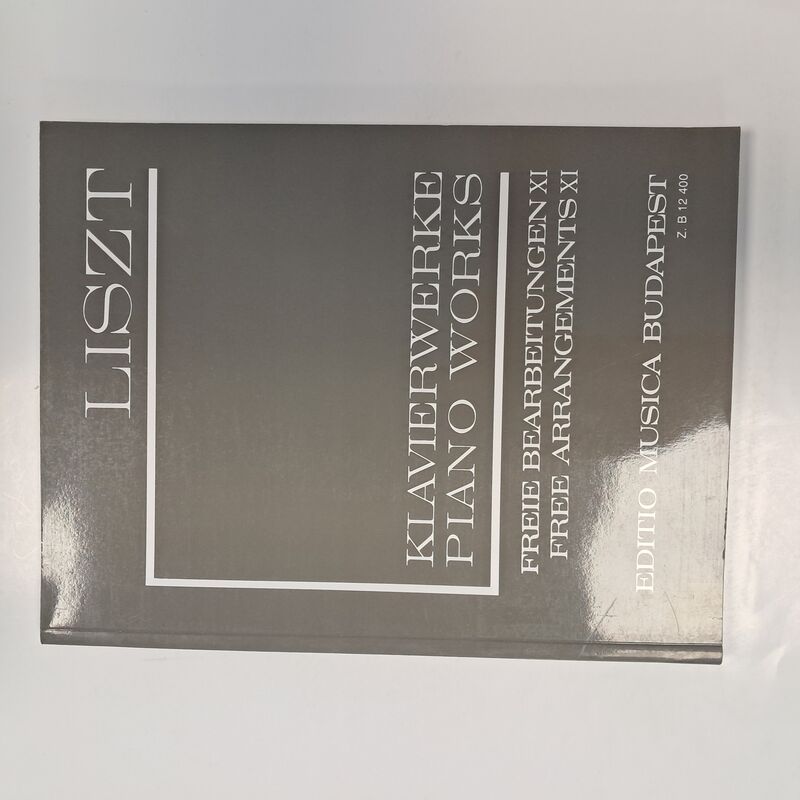 LISZT
KLAVIERWERKE
PIANO WORKS
FREIE BEARBEITUNGEN XI
FREE ARRANGEMENTS XI
EDITIO MUSICA BUDAPEST
Z. B 12 400